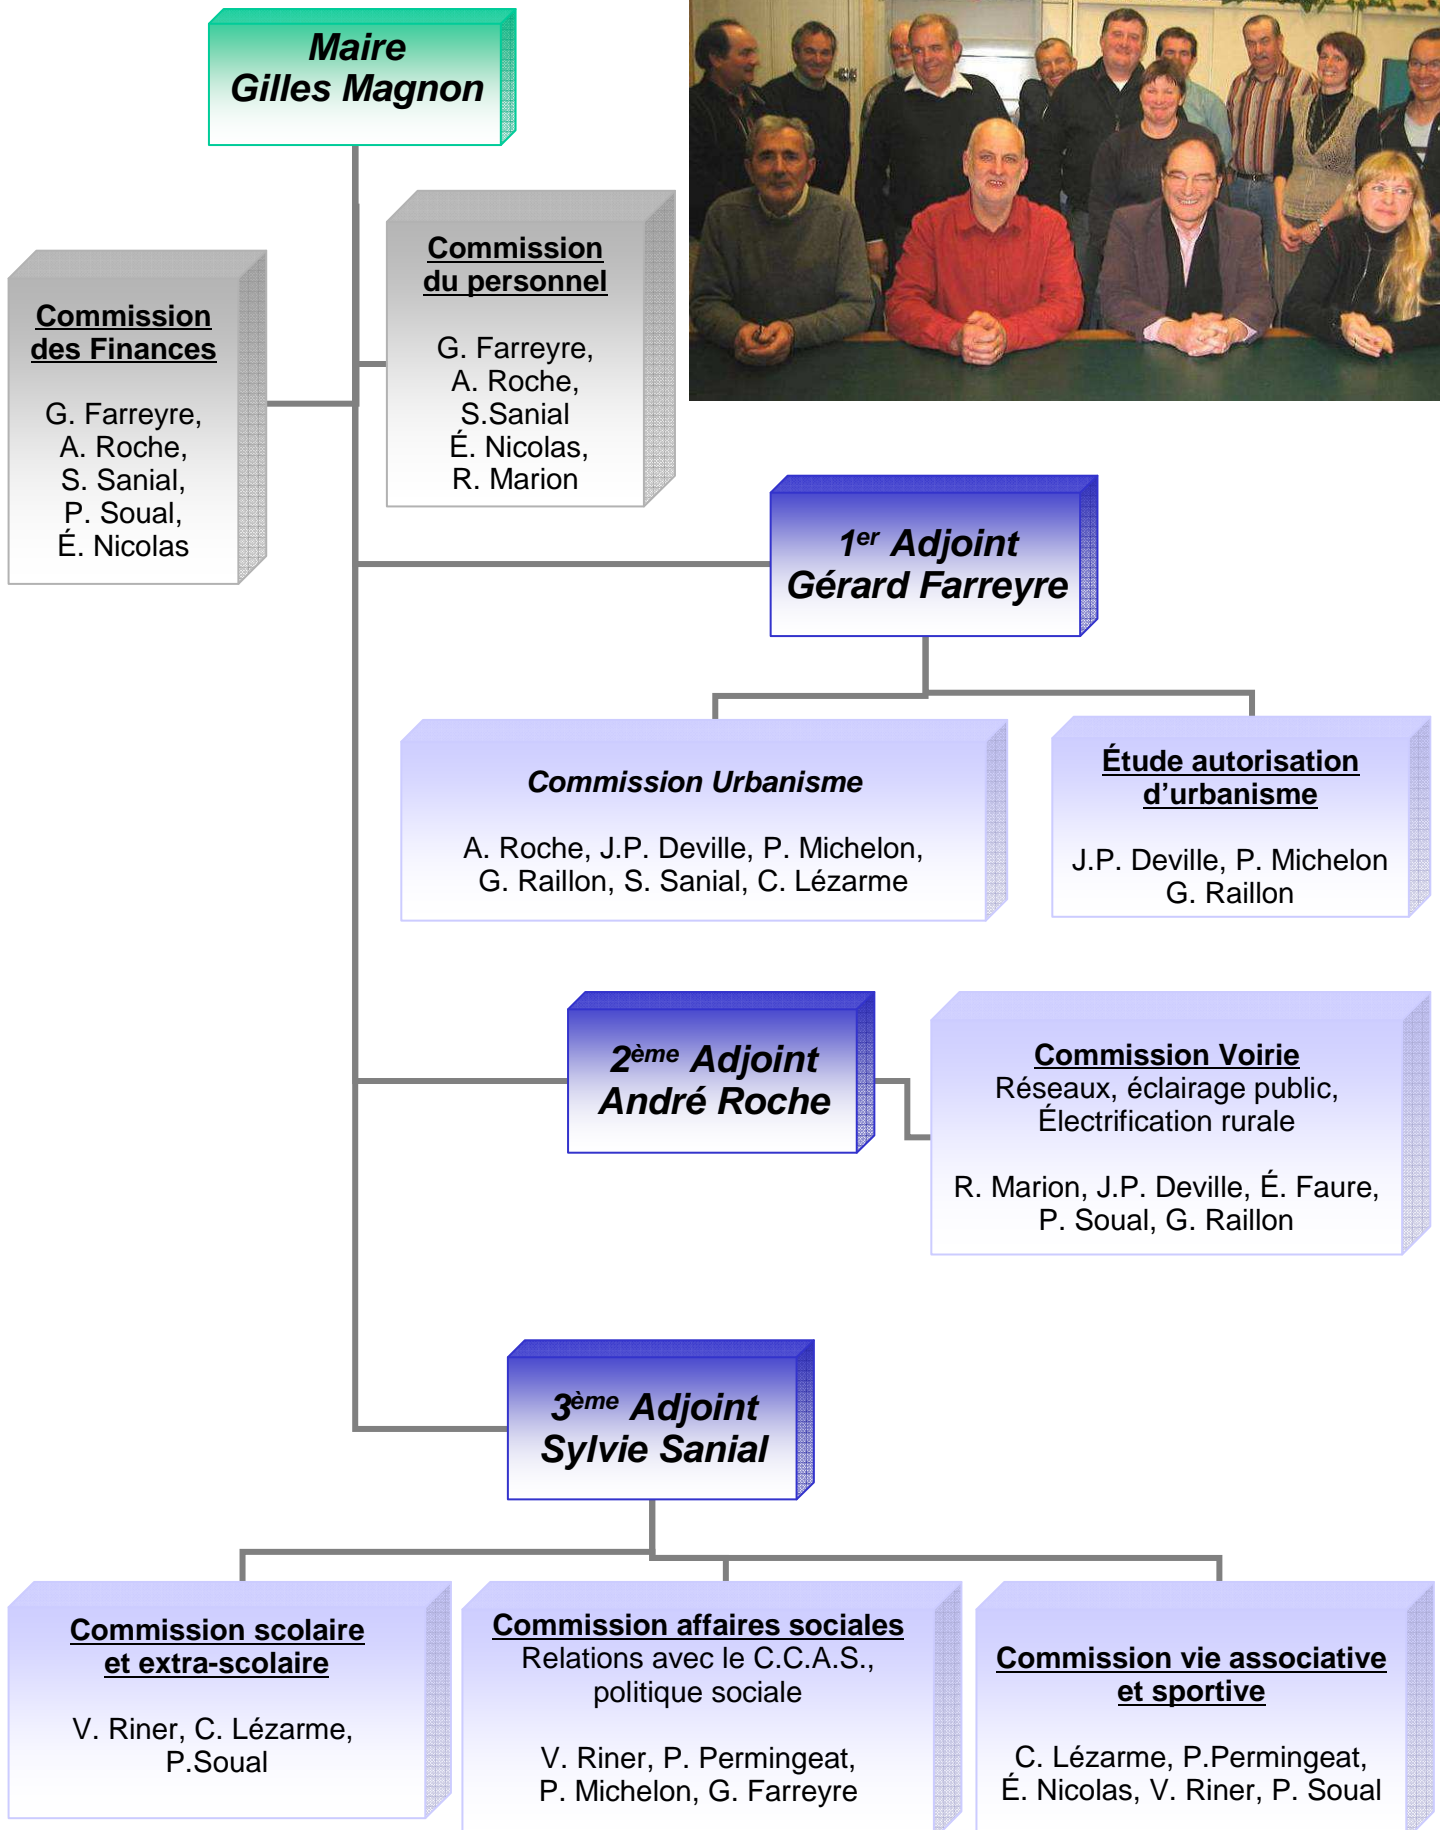 Maire
Gilles Magnon
Commission
du personnel
G. Farreyre,
A. Roche,
S.Sanial
É. Nicolas,
R. Marion
Commission
des Finances
G. Farreyre,
A. Roche,
S. Sanial,
P. Soual,
É. Nicolas
1er Adjoint
Gérard Farreyre
Commission Urbanisme
A. Roche, J.P. Deville, P. Michelon,
G. Raillon, S. Sanial, C. Lézarme
Étude autorisation
d’urbanisme
J.P. Deville, P. Michelon
G. Raillon
2ème Adjoint
André Roche
Commission Voirie
Réseaux, éclairage public,
Électrification rurale
R. Marion, J.P. Deville, É. Faure,
P. Soual, G. Raillon
3ème Adjoint
Sylvie Sanial
Commission scolaire
et extra-scolaire
V. Riner, C. Lézarme,
P.Soual
Commission affaires sociales
Relations avec le C.C.A.S.,
politique sociale
V. Riner, P. Permingeat,
P. Michelon, G. Farreyre
Commission vie associative
et sportive
C. Lézarme, P.Permingeat,
É. Nicolas, V. Riner, P. Soual